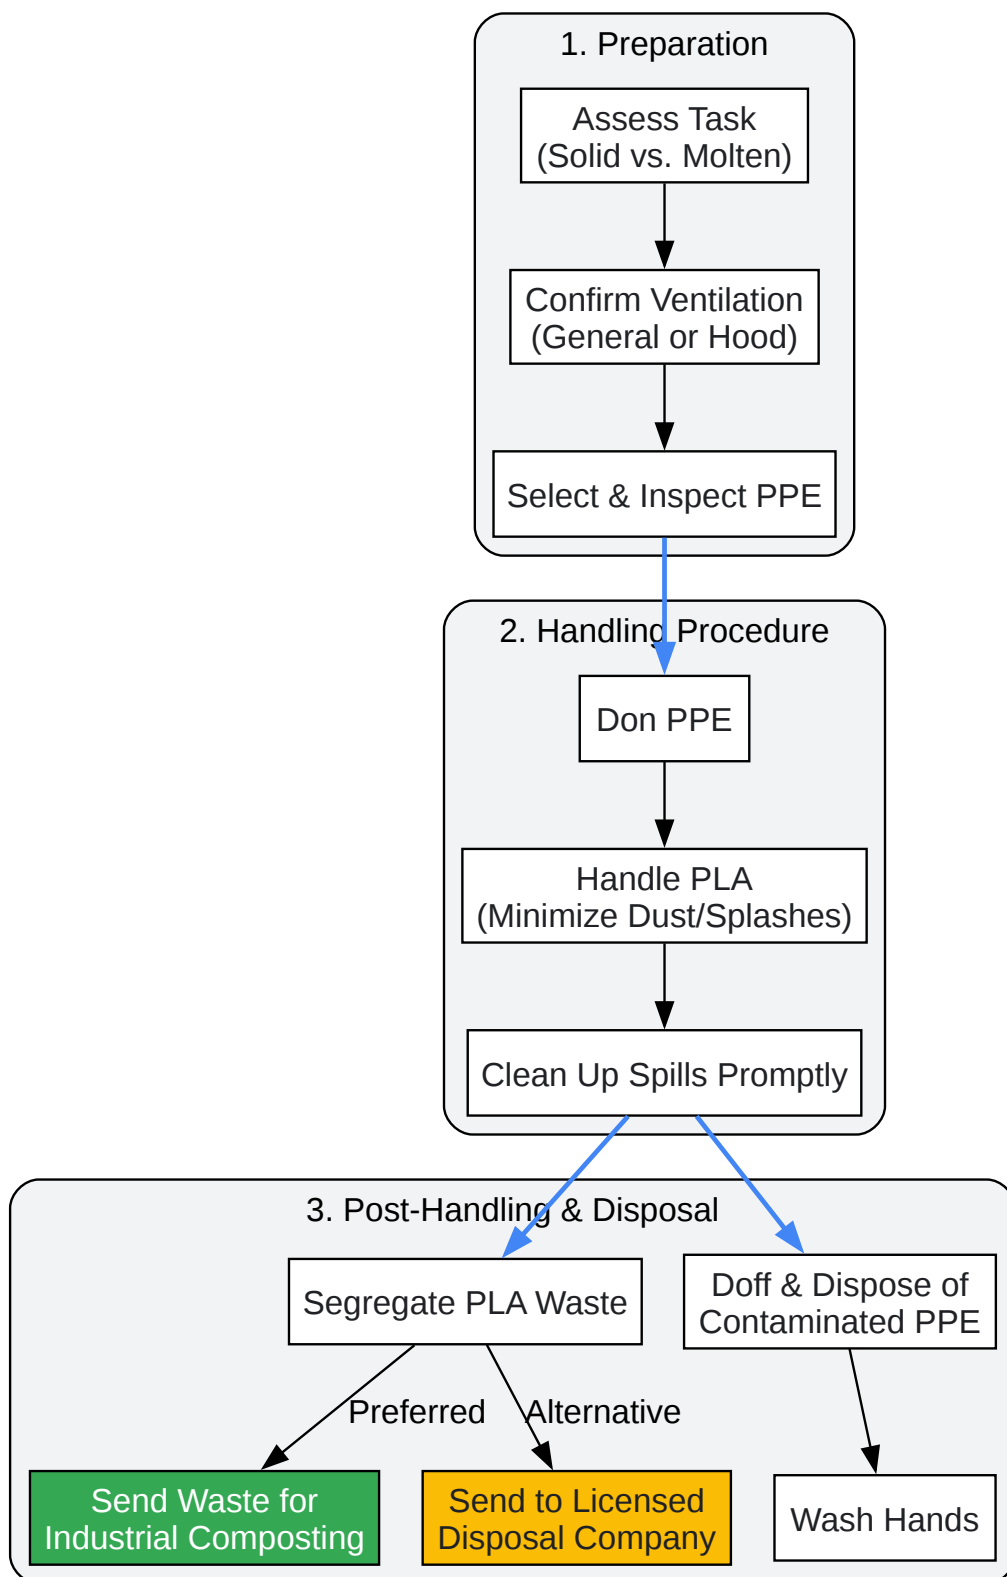 1. Preparation
Assess Task
(Solid vs. Molten)
Confirm Ventilation
(General or Hood)
Select & Inspect PPE
2. Handling Procedure
Don PPE
Handle PLA
(Minimize Dust/Splashes)
Clean Up Spills Promptly
3. Post-Handling & Disposal
Segregate PLA Waste
Doff & Dispose of
Contaminated PPE
Preferred
Alternative
Send Waste for
Industrial Composting
Send to Licensed
Disposal Company
Wash Hands